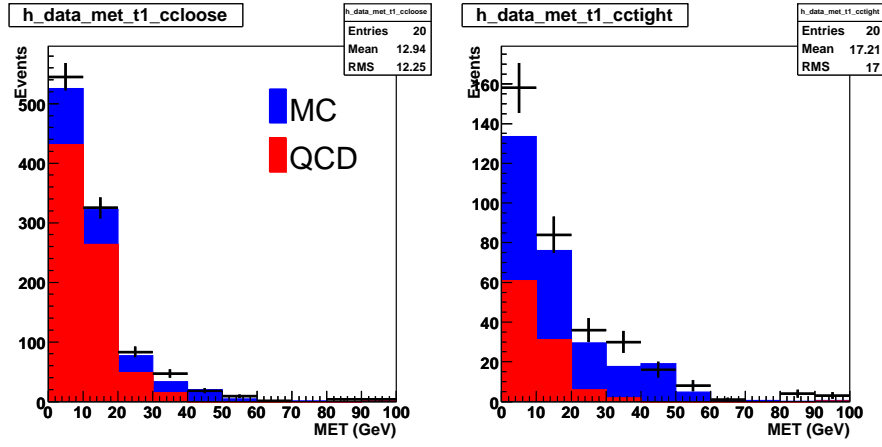 h_data_met_t1_ccloose
h_data_met_t1_ccloose
Entries 20
Mean 12.94
RMS 12.25
Events
500
400
300
200
100
0
MC
QCD
0 10 20 30 40 50 60 70 80 90 100
MET (GeV)
h_data_met_t1_cctight
h_data_met_t1_cctight
Entries 20
Mean 17.21
RMS 17
Events
160
140
120
100
80
60
40
20
0
0 10 20 30 40 50 60 70 80 90 100
MET (GeV)